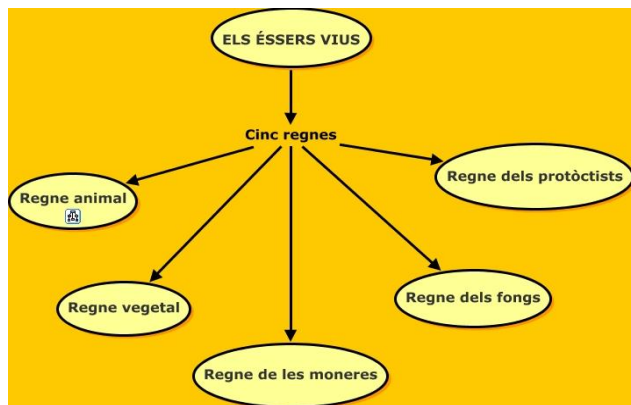 ELS ÉSSERS VIUS
Cinc regnes
Regne dels protòctists
Regne animal
Regne dels fongs
Regne vegetal
Regne de les moneres